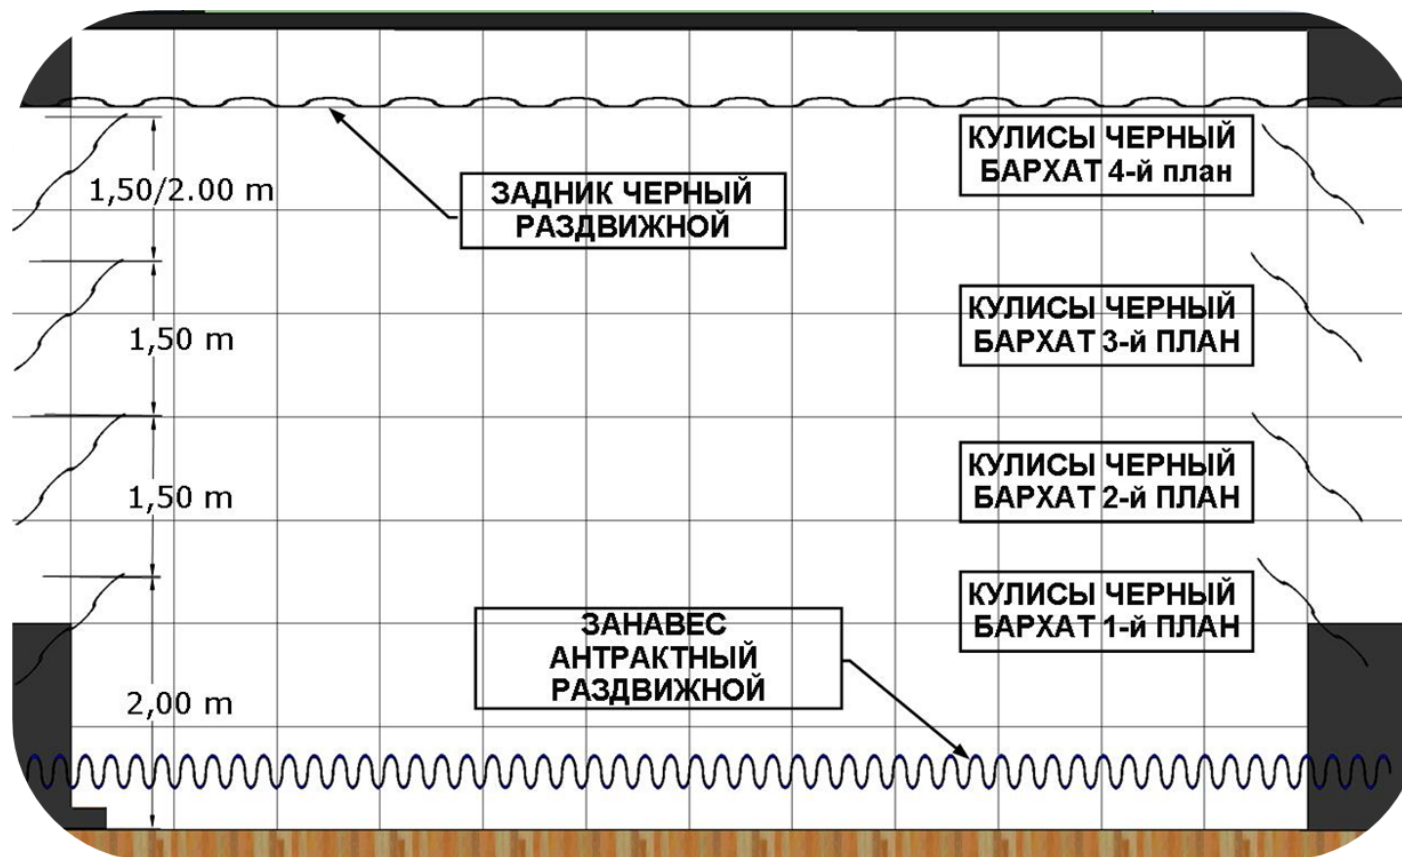 КУЛИСЫ ЧЕРНЫЙ
БАРХАТ 4-й план
1,50/2.00 m
ЗАДНИК ЧЕРНЫЙ
РАЗДВИЖНОЙ
КУЛИСЫ ЧЕРНЫЙ
БАРХАТ 3-й ПЛАН
1,50 m
КУЛИСЫ ЧЕРНЫЙ
БАРХАТ 2-й ПЛАН
1,50 m
КУЛИСЫ ЧЕРНЫЙ
БАРХАТ 1-й ПЛАН
ЗАНАВЕС
АНТРАКТНЫЙ
РАЗДВИЖНОЙ
2,00 m